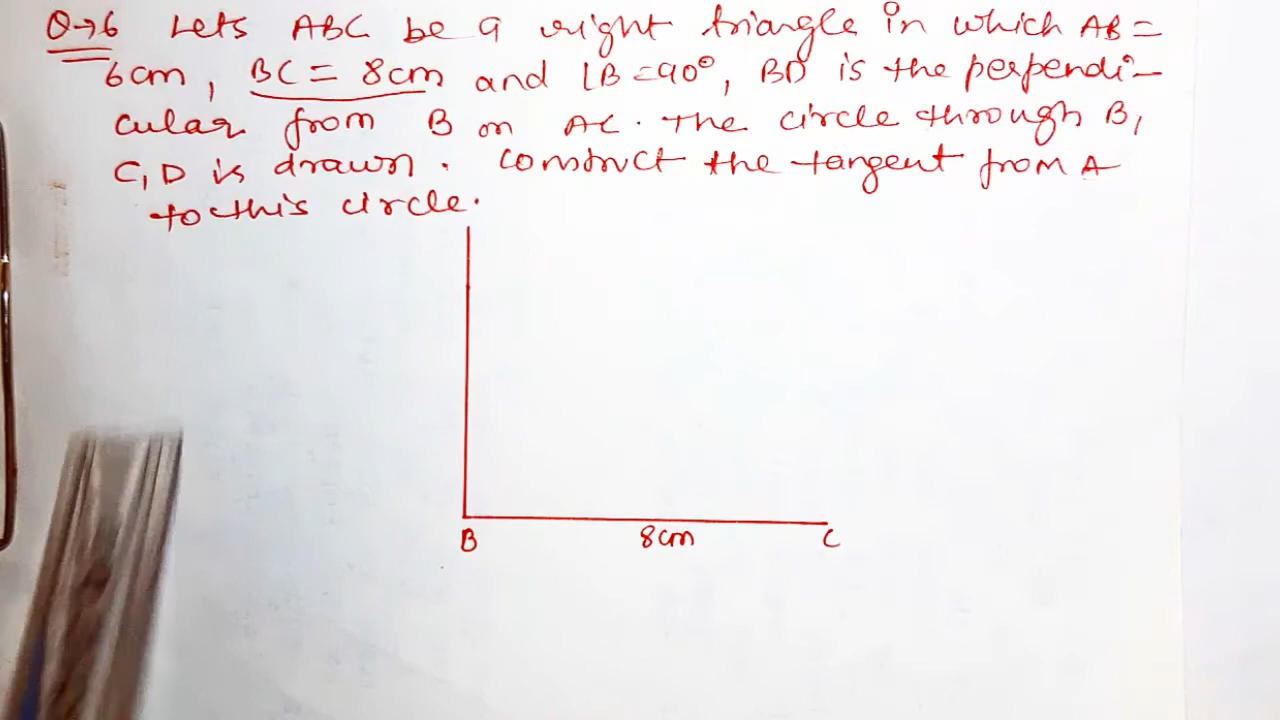 Q→6 Lets ABC be a right triangle in which AB =
6cm, BC = 8cm and ∠B = 90°, BD is the perpendi-
cular from B on AC. The circle through B,
C, D is drawn. Construct the tangent from A
to this circle.
B 8cm C